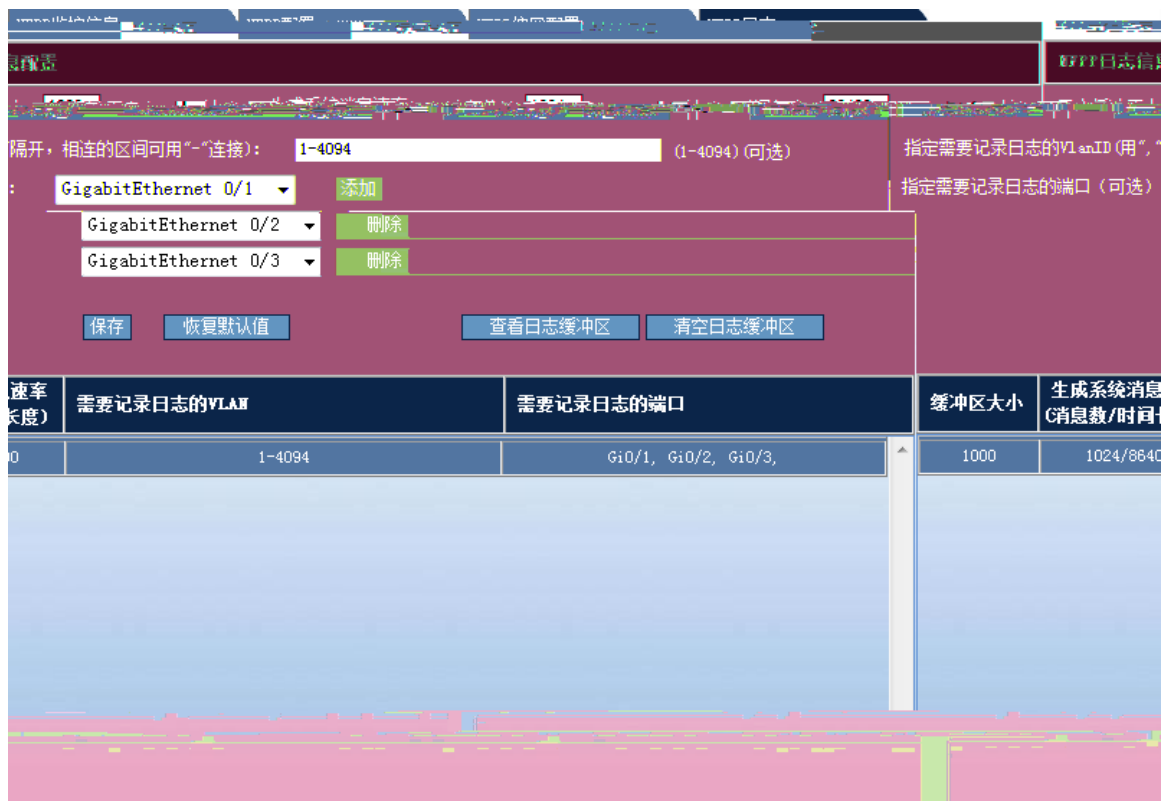 息配置
日志信息
隔开，相连的区间可用"-"连接)： 1-4094 (1-4094)(可选) 指定需要记录日志的VlanID(用","
： GigabitEthernet 0/1 添加 指定需要记录日志的端口（可选）
GigabitEthernet 0/2 删除
GigabitEthernet 0/3 删除
保存 恢复默认值 查看日志缓冲区 清空日志缓冲区
速率 需要记录日志的VLAN 需要记录日志的端口 缓冲区大小 生成系统消息
长度) (消息数/时间
1-4094 Gi0/1, Gi0/2, Gi0/3, 1000 1024/8640